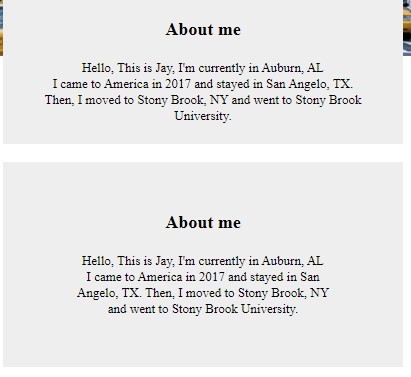 About me
Hello, This is Jay, I'm currently in Auburn, AL
I came to America in 2017 and stayed in San Angelo, TX.
Then, I moved to Stony Brook, NY and went to Stony Brook
University.
About me
Hello, This is Jay, I'm currently in Auburn, AL
I came to America in 2017 and stayed in San
Angelo, TX. Then, I moved to Stony Brook, NY
and went to Stony Brook University.